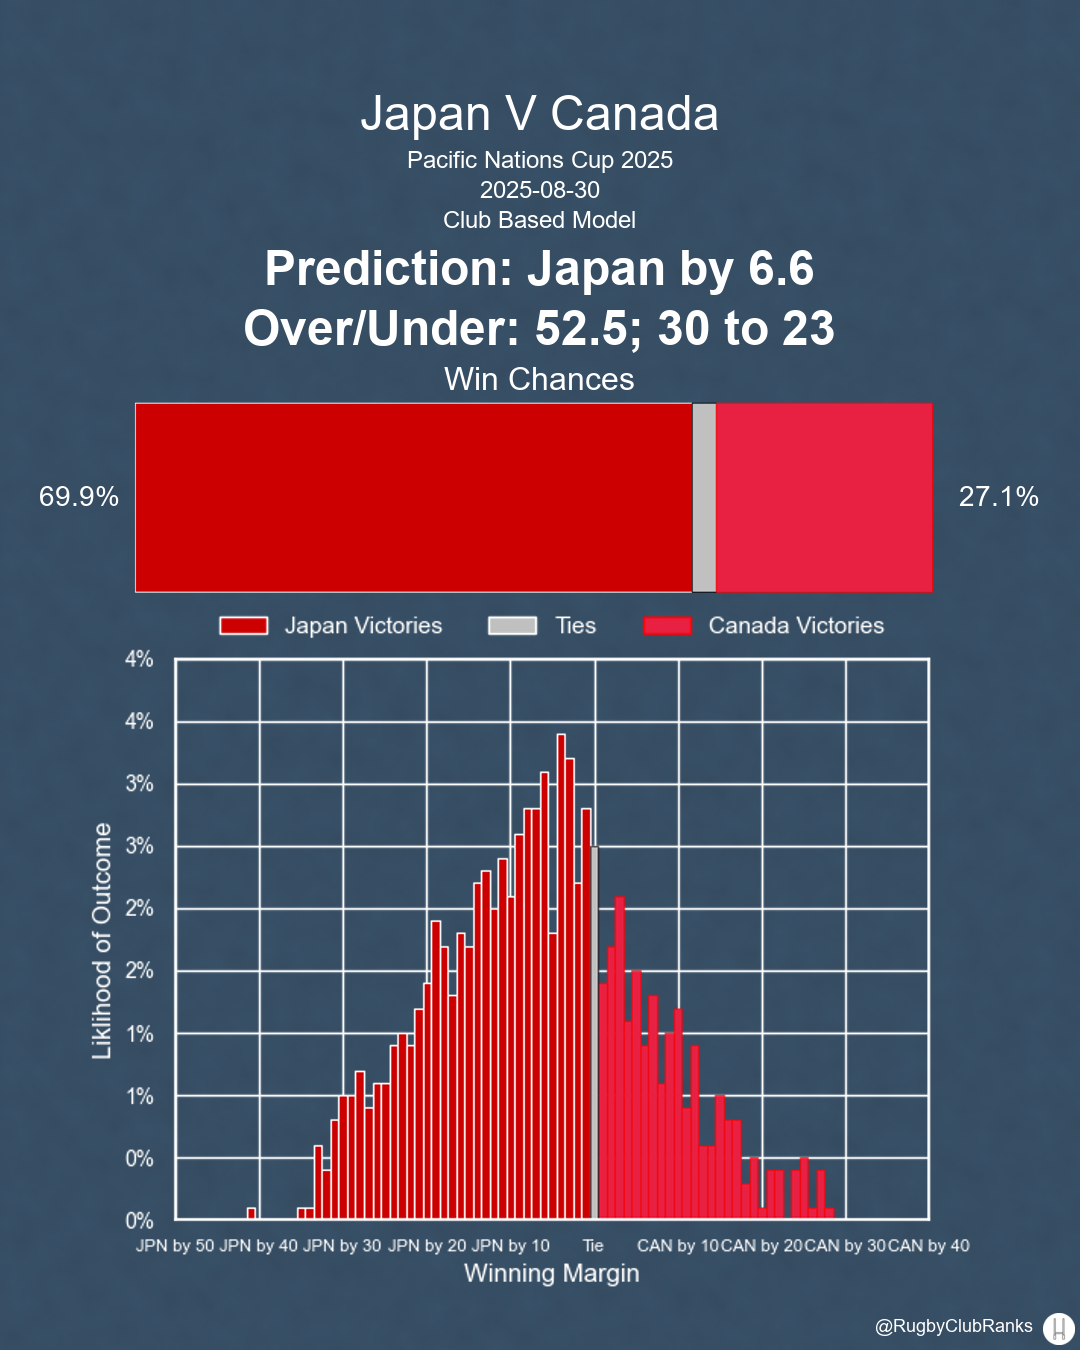 Japan V Canada
Pacific Nations Cup 2025
2025-08-30
Club Based Model
Prediction: Japan by 6.6
Over/Under: 52.5; 30 to 23
Win Chances
69.9%
27.1%
Japan Victories
Ties
Canada Victories
4%
4%
3%
3%
2%
2%
1%
1%
0%
0%
Liklihood of Outcome
JPN by 50 JPN by 40 JPN by 30 JPN by 20 JPN by 10 Tie CAN by 10 CAN by 20 CAN by 30 CAN by 40
Winning Margin
@RugbyClubRanks